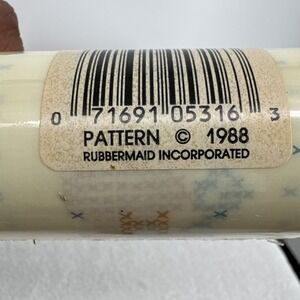 0 71691 05316 3
PATTERN © 1988
RUBBERMAID INCORPORATED